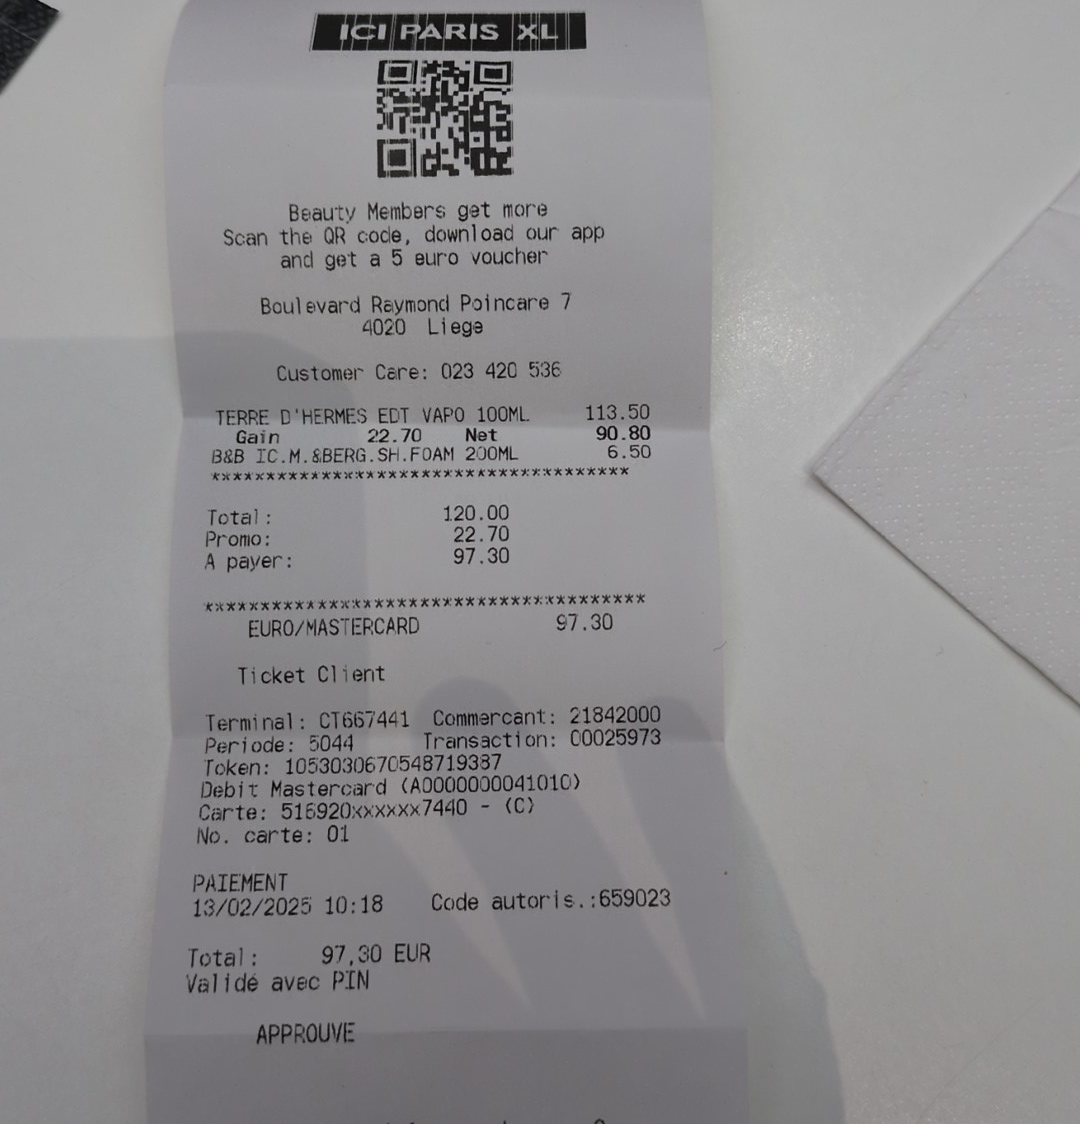 ICI PARIS XL
Beauty Members get more
Scan the QR code, download our app
and get a 5 euro voucher
Boulevard Raymond Poincare 7
4020 Liege
Customer Care: 023 420 536
TERRE D'HERMES EDT VAPO 100ML 113.50
Gain 22.70 Net 90.80
B&B IC.M.&BERG.SH.FOAM 200ML 6.50
**************************************
Total: 120.00
Promo: 22.70
A payer: 97.30
****************************************
EURO/MASTERCARD 97.30
Ticket Client
Terminal: CT667441 Commercant: 21842000
Periode: 5044 Transaction: 00025973
Token: 1053030670548719387
Debit Mastercard (A0000000041010)
Carte: 516920xxxxxx7440 - (C)
No. carte: 01
PAIEMENT
13/02/2025 10:18 Code autoris.:659023
Total: 97,30 EUR
Validé avec PIN
APPROUVE